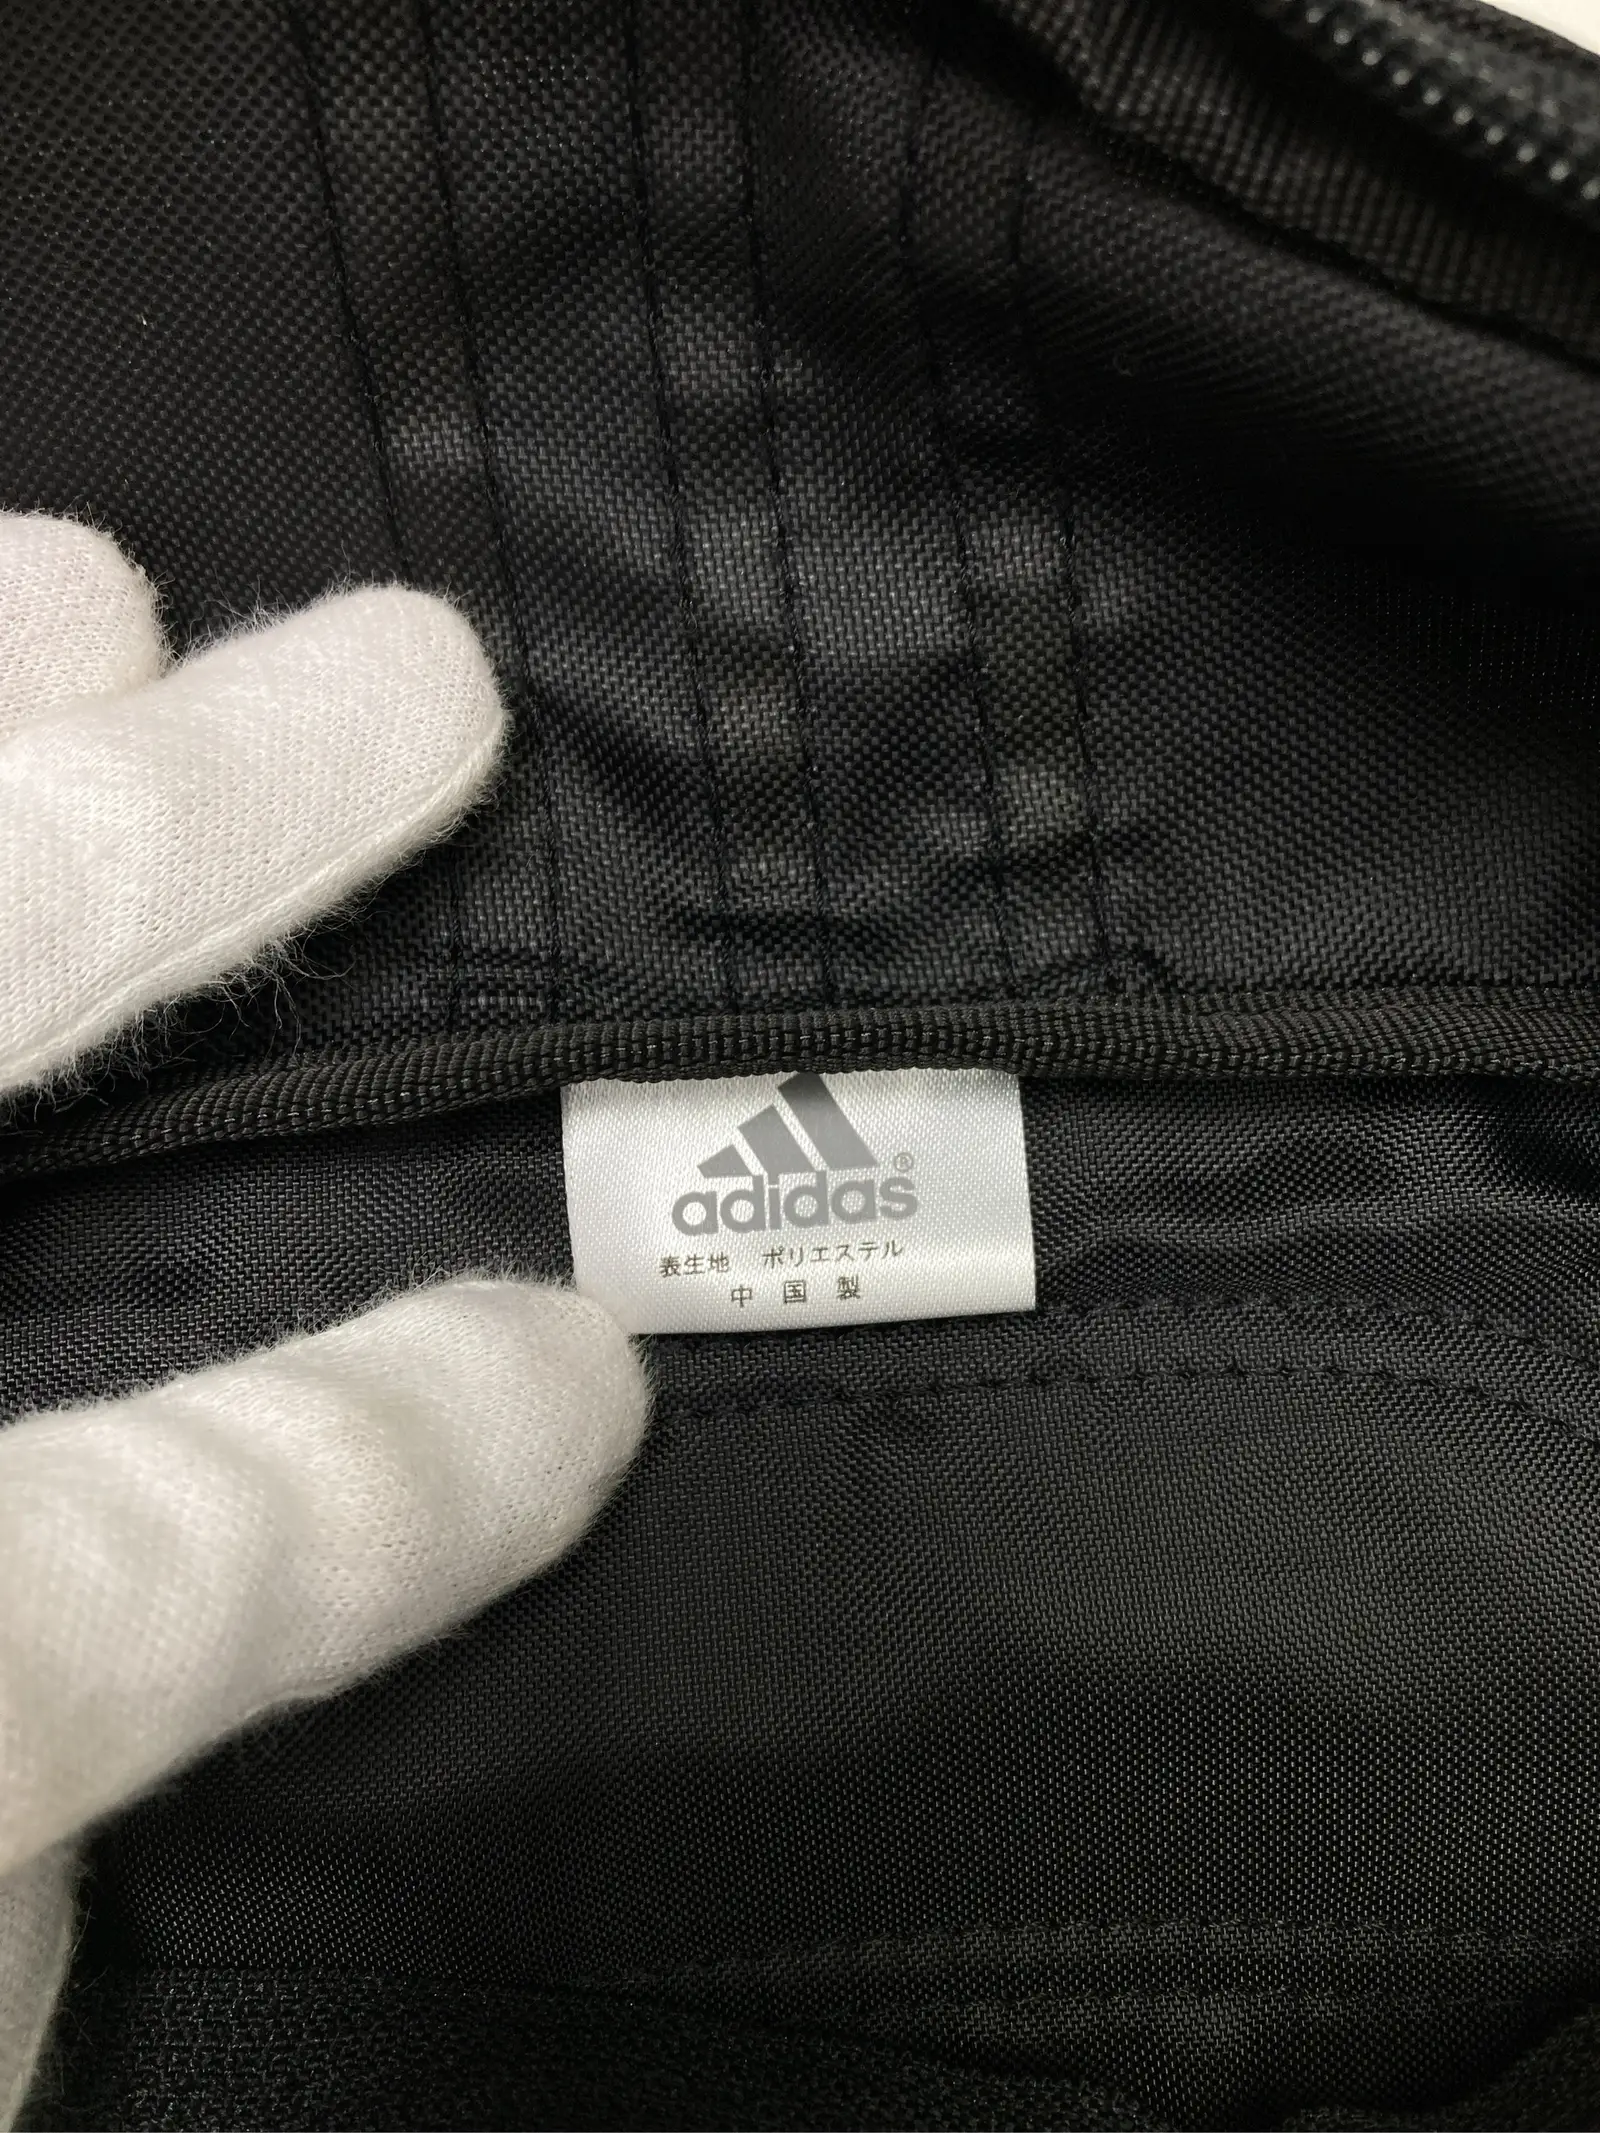 adidas®
表生地　ポリエステル
中　国　製